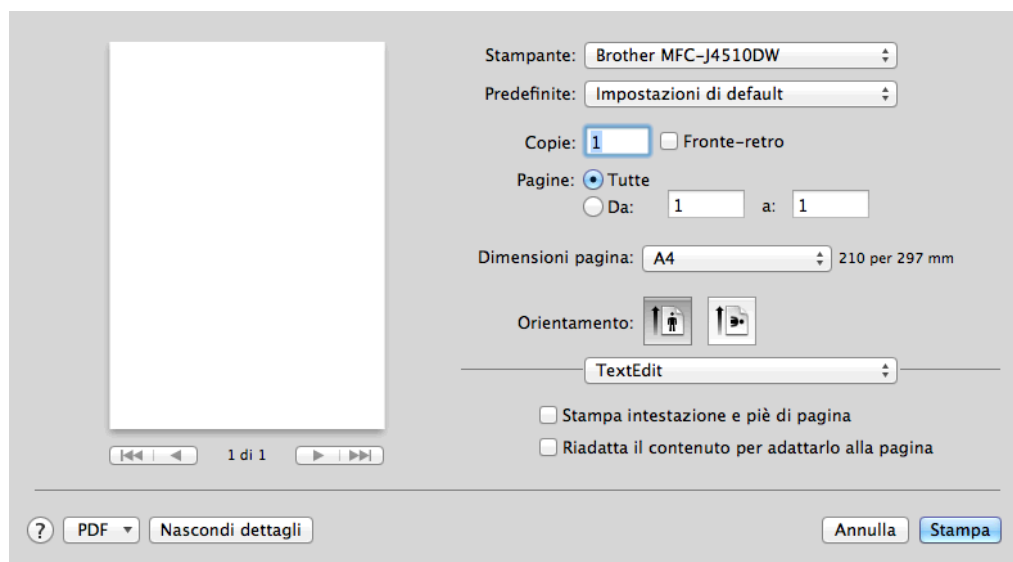 Stampante: Brother MFC-J4510DW
Predefinite: Impostazioni di default
Copie: 1 Fronte-retro
Pagine: Tutte
Da: 1 a: 1
Dimensioni pagina: A4 210 per 297 mm
Orientamento:
TextEdit
Stampa intestazione e piè di pagina
Riadatta il contenuto per adattarlo alla pagina
1 di 1
? PDF Nascondi dettagli Annulla Stampa